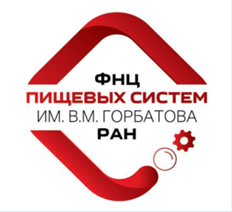 ФНЦ
ПИЩЕВЫХ СИСТЕМ
ИМ. В.М. ГОРБАТОВА
РАН